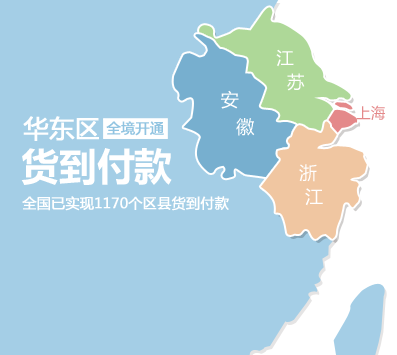 江
苏
安
徽
上海
华东区 全境开通
货到付款
浙
江
全国已实现1170个区县货到付款